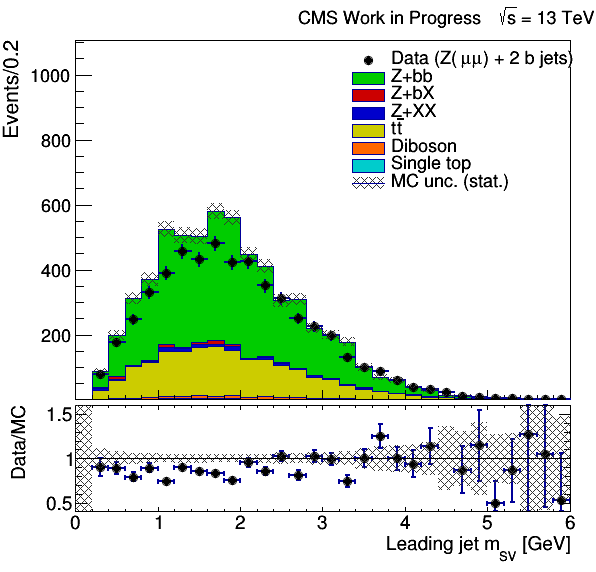 CMS Work in Progress √s = 13 TeV
Events/0.2
1000
800
600
400
200
Data (Z(μμ) + 2 b jets)
Z+bb
Z+bX
Z+XX
tt̄
Diboson
Single top
MC unc. (stat.)
Data/MC
1.5
1
0.5
0 1 2 3 4 5 6
Leading jet mSV [GeV]